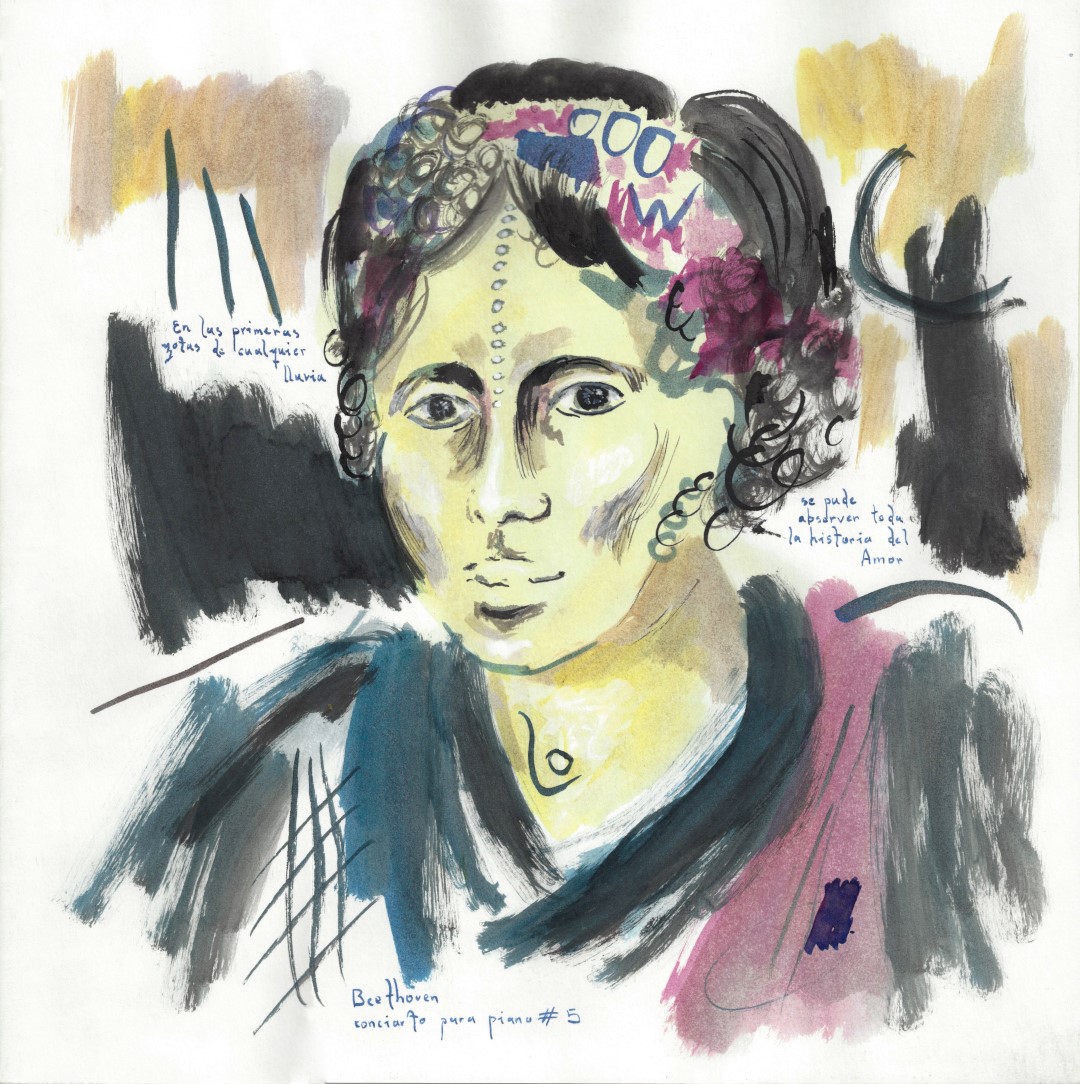 En las primeras
notas de cualquier
lluvia
se pude
absorver toda
la historia del
Amor
Beethoven
concierto para piano # 5